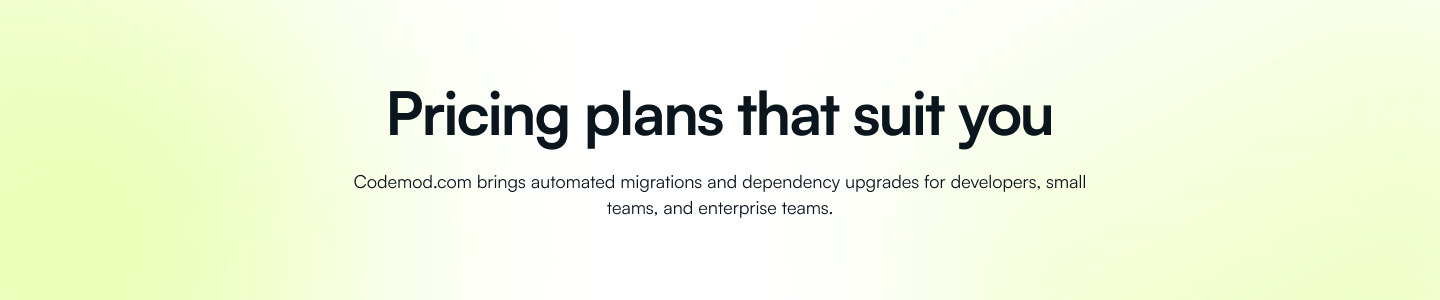 Pricing plans that suit you
Codemod.com brings automated migrations and dependency upgrades for developers, small
teams, and enterprise teams.